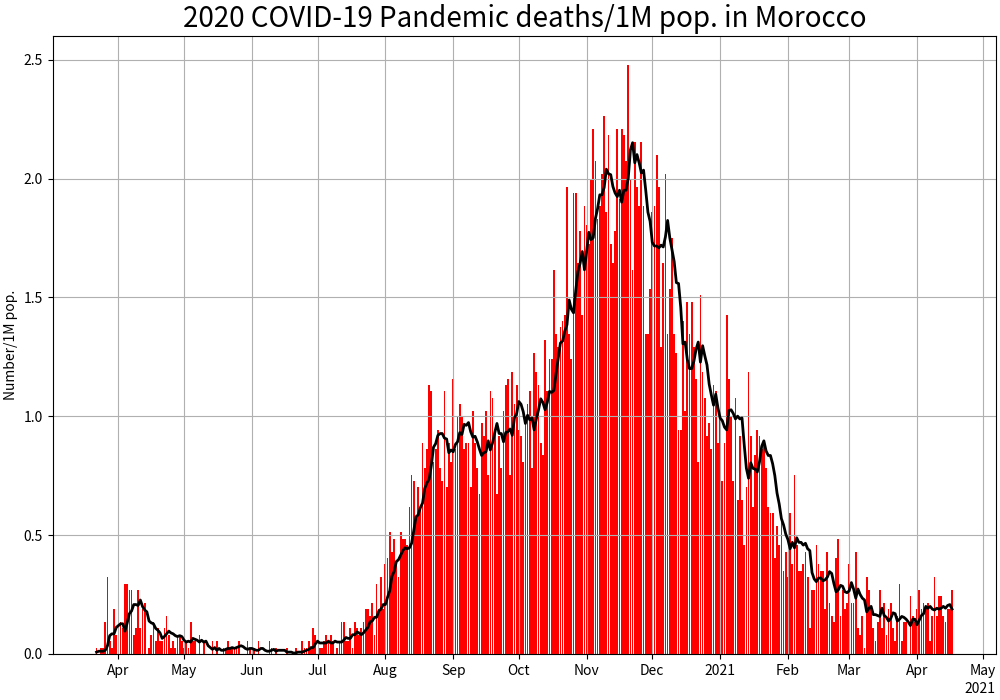 2020 COVID-19 Pandemic deaths/1M pop. in Morocco
Number/1M pop.
2.5
2.0
1.5
1.0
0.5
0.0
Apr May Jun Jul Aug Sep Oct Nov Dec 2021 Feb Mar Apr May
2021